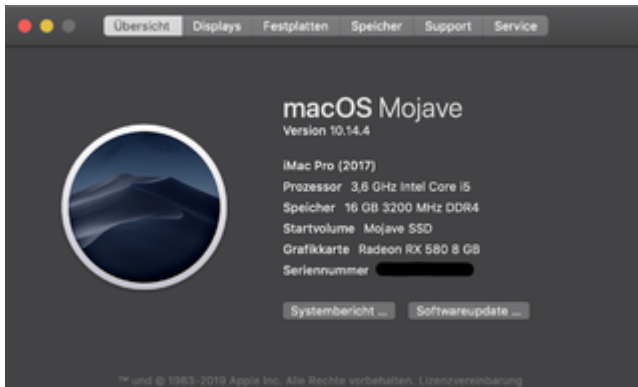 Übersicht Displays Festplatten Speicher Support Service
macOS Mojave
Version 10.14.4
iMac Pro (2017)
Prozessor 3,6 GHz Intel Core i5
Speicher 16 GB 3200 MHz DDR4
Startvolume Mojave SSD
Grafikkarte Radeon RX 580 8 GB
Seriennummer
Systembericht ... Softwareupdate ...
™ und © 1983-2019 Apple Inc. Alle Rechte vorbehalten. Lizenzvereinbarung